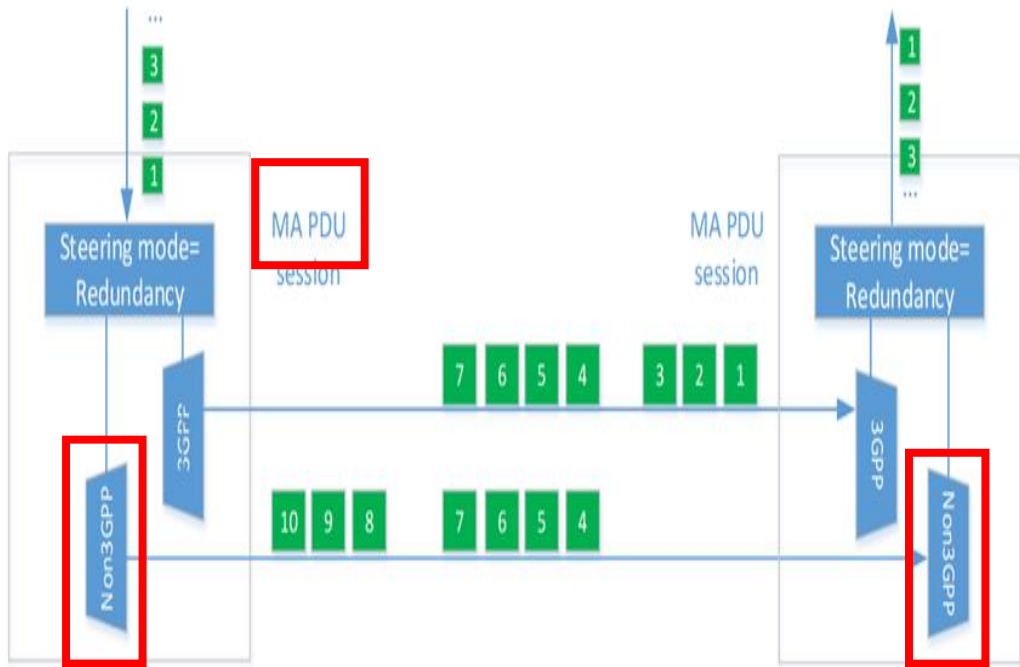 ...
3
2
1
Steering mode=
Redundancy
MA PDU
session
3GPP
Non3GPP
7 6 5 4 3 2 1
10 9 8 7 6 5 4
MA PDU
session
1
2
3
...
Steering mode=
Redundancy
3GPP
Non3GPP